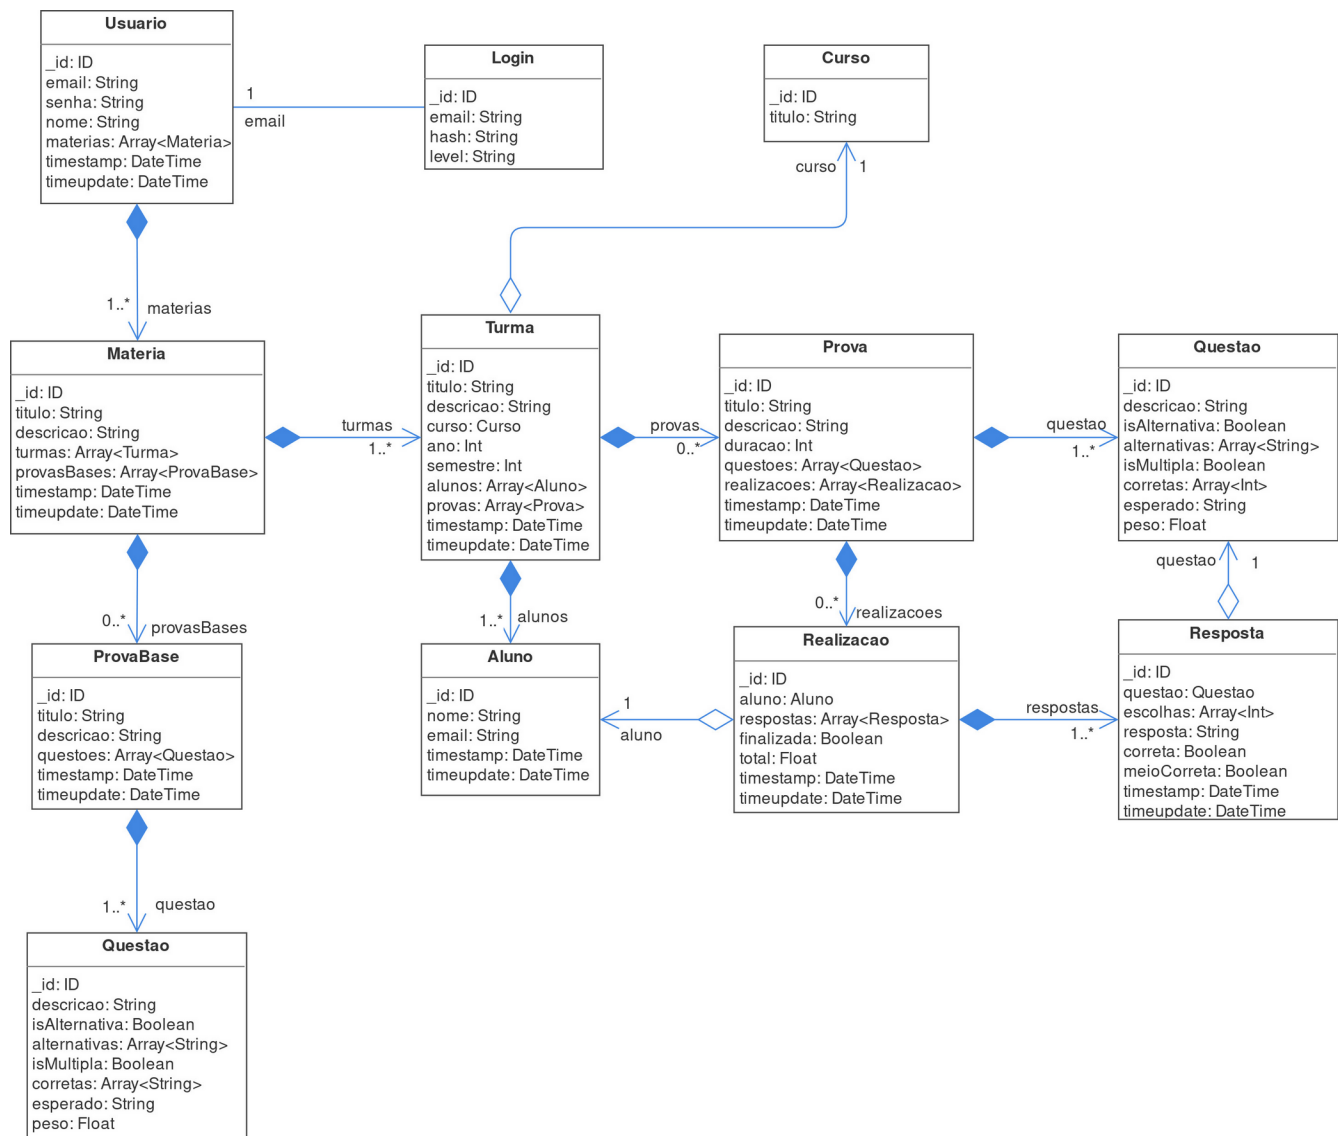 Usuario
_id: ID
email: String
senha: String
nome: String
materias: Array<Materia>
timestamp: DateTime
timeupdate: DateTime
1
email
Login
_id: ID
email: String
hash: String
level: String
Curso
_id: ID
titulo: String
curso
1
1..*
materias
Materia
_id: ID
titulo: String
descricao: String
turmas: Array<Turma>
provasBases: Array<ProvaBase>
timestamp: DateTime
timeupdate: DateTime
turmas
1..*
Turma
_id: ID
titulo: String
descricao: String
curso: Curso
ano: Int
semestre: Int
alunos: Array<Aluno>
provas: Array<Prova>
timestamp: DateTime
timeupdate: DateTime
provas
0..*
Prova
_id: ID
titulo: String
descricao: String
duracao: Int
questoes: Array<Questao>
realizacoes: Array<Realizacao>
timestamp: DateTime
timeupdate: DateTime
questao
1..*
Questao
_id: ID
descricao: String
isAlternativa: Boolean
alternativas: Array<String>
isMultipla: Boolean
corretas: Array<Int>
esperado: String
peso: Float
questao
1
0..*
provasBases
1..*
alunos
0..*
realizacoes
ProvaBase
_id: ID
titulo: String
descricao: String
questoes: Array<Questao>
timestamp: DateTime
timeupdate: DateTime
Aluno
_id: ID
nome: String
email: String
timestamp: DateTime
timeupdate: DateTime
1
aluno
Realizacao
_id: ID
aluno: Aluno
respostas: Array<Resposta>
finalizada: Boolean
total: Float
timestamp: DateTime
timeupdate: DateTime
respostas
1..*
Resposta
_id: ID
questao: Questao
escolhas: Array<Int>
resposta: String
correta: Boolean
meioCorreta: Boolean
timestamp: DateTime
timeupdate: DateTime
1..*
questao
Questao
_id: ID
descricao: String
isAlternativa: Boolean
alternativas: Array<String>
isMultipla: Boolean
corretas: Array<String>
esperado: String
peso: Float